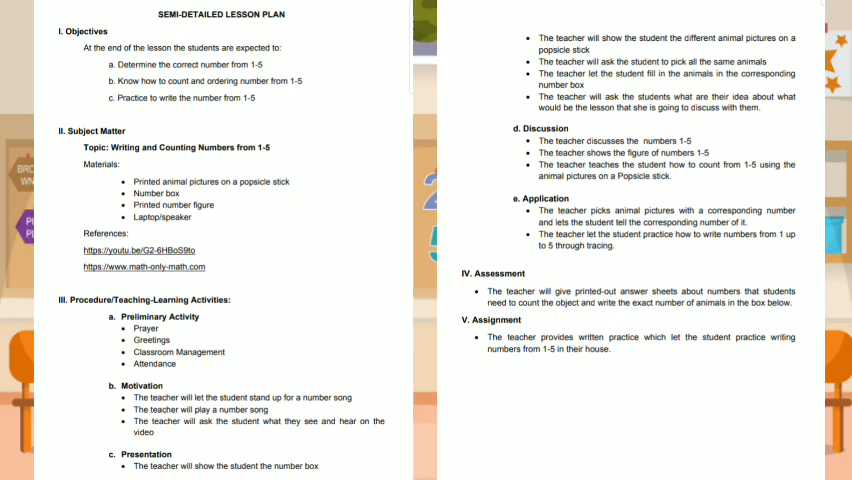 SEMI-DETAILED LESSON PLAN
I. Objectives
At the end of the lesson the students are expected to:
a. Determine the correct number from 1-5
b. Know how to count and ordering number from 1-5
c. Practice to write the number from 1-5
II. Subject Matter
Topic: Writing and Counting Numbers from 1-5
Materials:
• Printed animal pictures on a popsicle stick
• Number box
• Printed number figure
• Laptop/speaker
References:
https://youtu.be/G2-6HBoS9to
https://www.math-only-math.com
III. Procedure/Teaching-Learning Activities:
a. Preliminary Activity
• Prayer
• Greetings
• Classroom Management
• Attendance
b. Motivation
• The teacher will let the student stand up for a number song
• The teacher will play a number song
• The teacher will ask the student what they see and hear on the
video
c. Presentation
• The teacher will show the student the number box
• The teacher will show the student the different animal pictures on a
popsicle stick
• The teacher will ask the student to pick all the same animals
• The teacher let the student fill in the animals in the corresponding
number box
• The teacher will ask the students what are their idea about what
would be the lesson that she is going to discuss with them.
d. Discussion
• The teacher discusses the numbers 1-5
• The teacher shows the figure of numbers 1-5
• The teacher teaches the student how to count from 1-5 using the
animal pictures on a Popsicle stick.
e. Application
• The teacher picks animal pictures with a corresponding number
and lets the student tell the corresponding number of it.
• The teacher let the student practice how to write numbers from 1 up
to 5 through tracing.
IV. Assessment
• The teacher will give printed-out answer sheets about numbers that students
need to count the object and write the exact number of animals in the box below.
V. Assignment
• The teacher provides written practice which let the student practice writing
numbers from 1-5 in their house.
BRO
WN
2
5